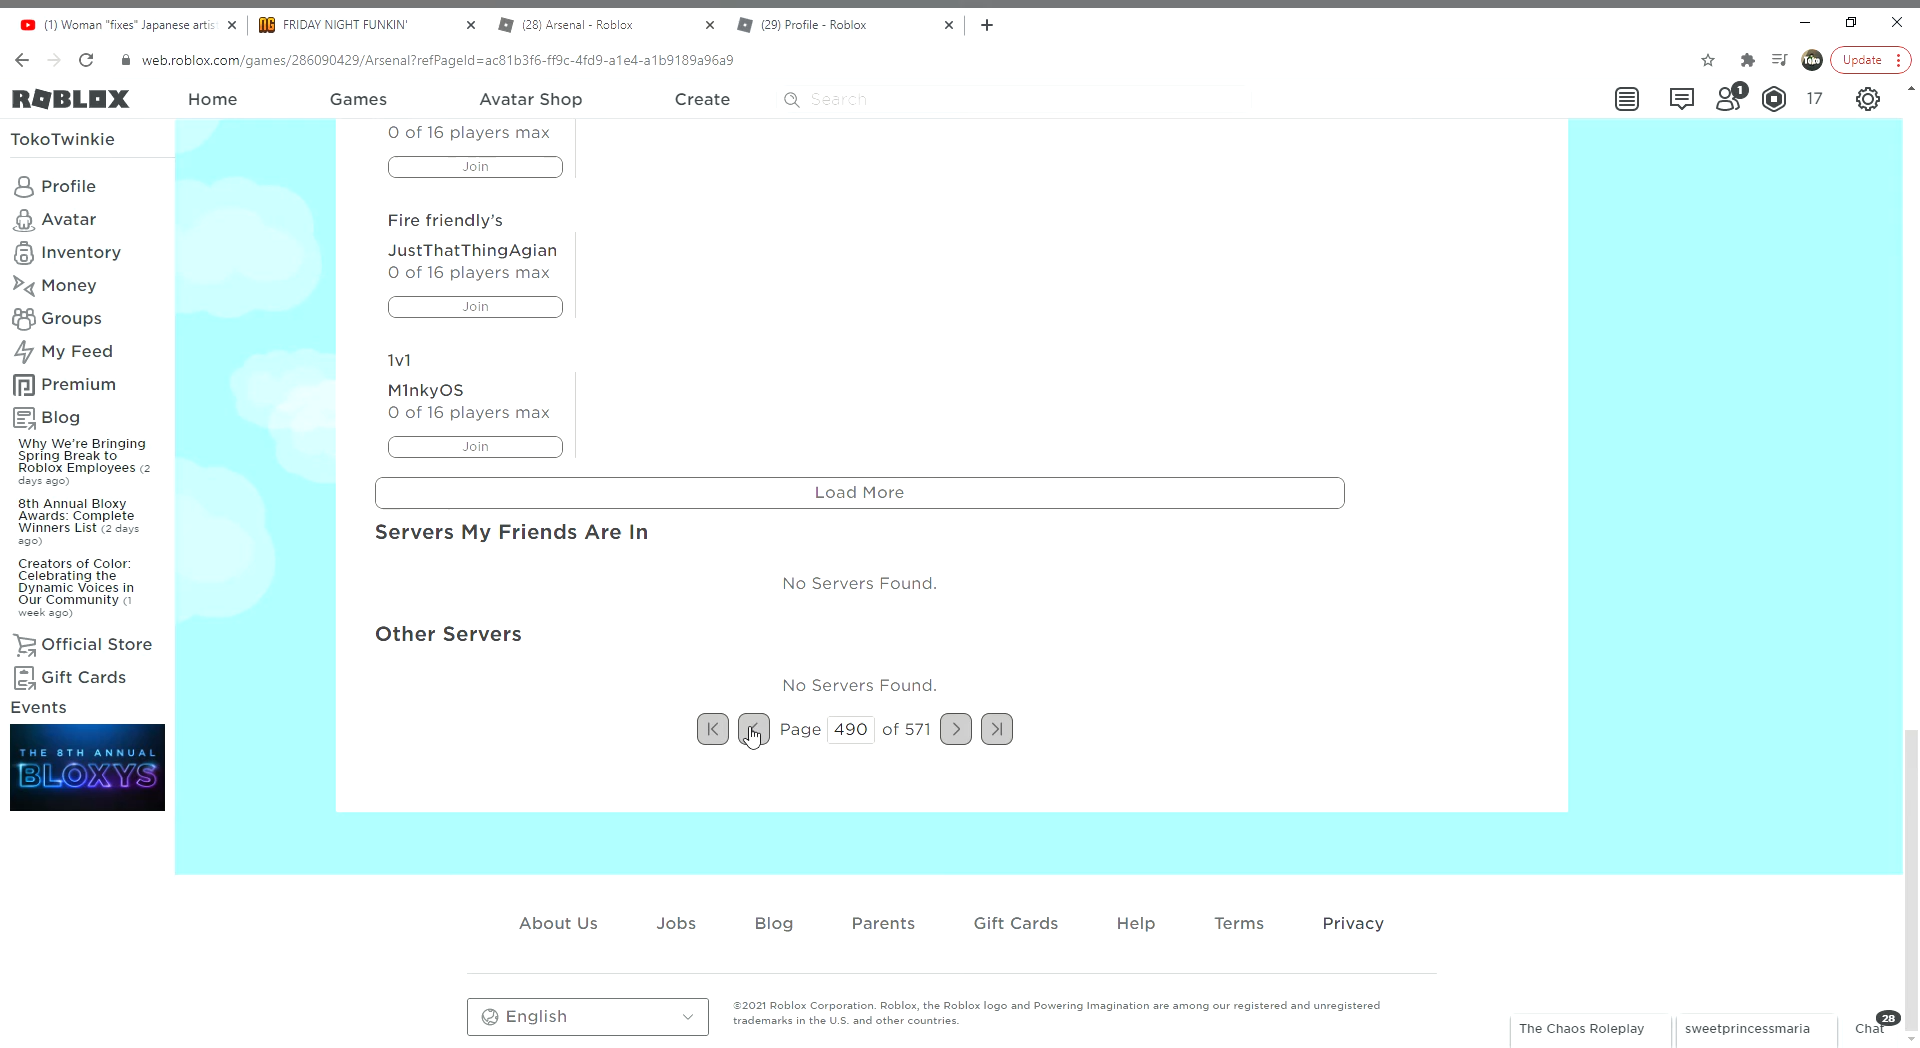 (1) Woman "fixes" Japanese artis
FRIDAY NIGHT FUNKIN'
(28) Arsenal - Roblox
(29) Profile - Roblox
web.roblox.com/games/286090429/Arsenal?refPageId=ac81b3f6-ff9c-4fd9-a1e4-a1b9189a96a9
Toko
Update
ROBLOX
Home
Games
Avatar Shop
Create
Search
1
17
TokoTwinkie
Profile
Avatar
Inventory
Money
Groups
My Feed
Premium
Blog
Why We're Bringing
Spring Break to
Roblox Employees (2
days ago)
8th Annual Bloxy
Awards: Complete
Winners List (2 days
ago)
Creators of Color:
Celebrating the
Dynamic Voices in
Our Community (1
week ago)
Official Store
Gift Cards
Events
THE 8TH ANNUAL
BLOXYS
0 of 16 players max
Join
Fire friendly's
JustThatThingAgian
0 of 16 players max
Join
1v1
M1nkyOS
0 of 16 players max
Join
Load More
Servers My Friends Are In
No Servers Found.
Other Servers
No Servers Found.
Page 490 of 571
About Us
Jobs
Blog
Parents
Gift Cards
Help
Terms
Privacy
English
©2021 Roblox Corporation. Roblox, the Roblox logo and Powering Imagination are among our registered and unregistered
trademarks in the U.S. and other countries.
The Chaos Roleplay
sweetprincessmaria
Chat
28